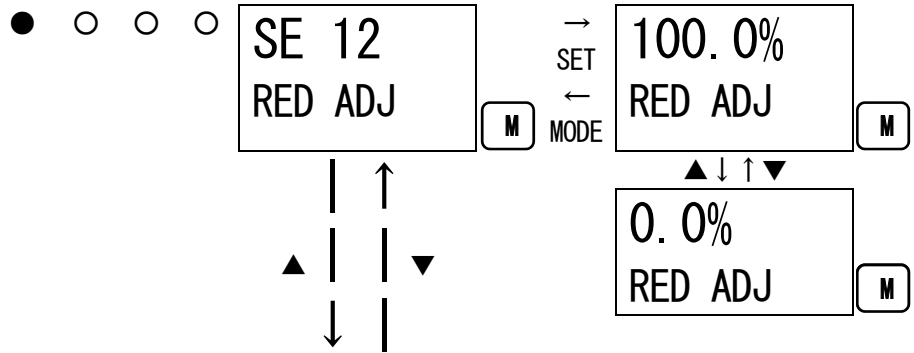 ● ○ ○ ○
SE 12
RED ADJ
M
→
SET
←
MODE
100.0%
RED ADJ
M
▲↓↑▼
0.0%
RED ADJ
M
▲ ↓ ↑ ▼